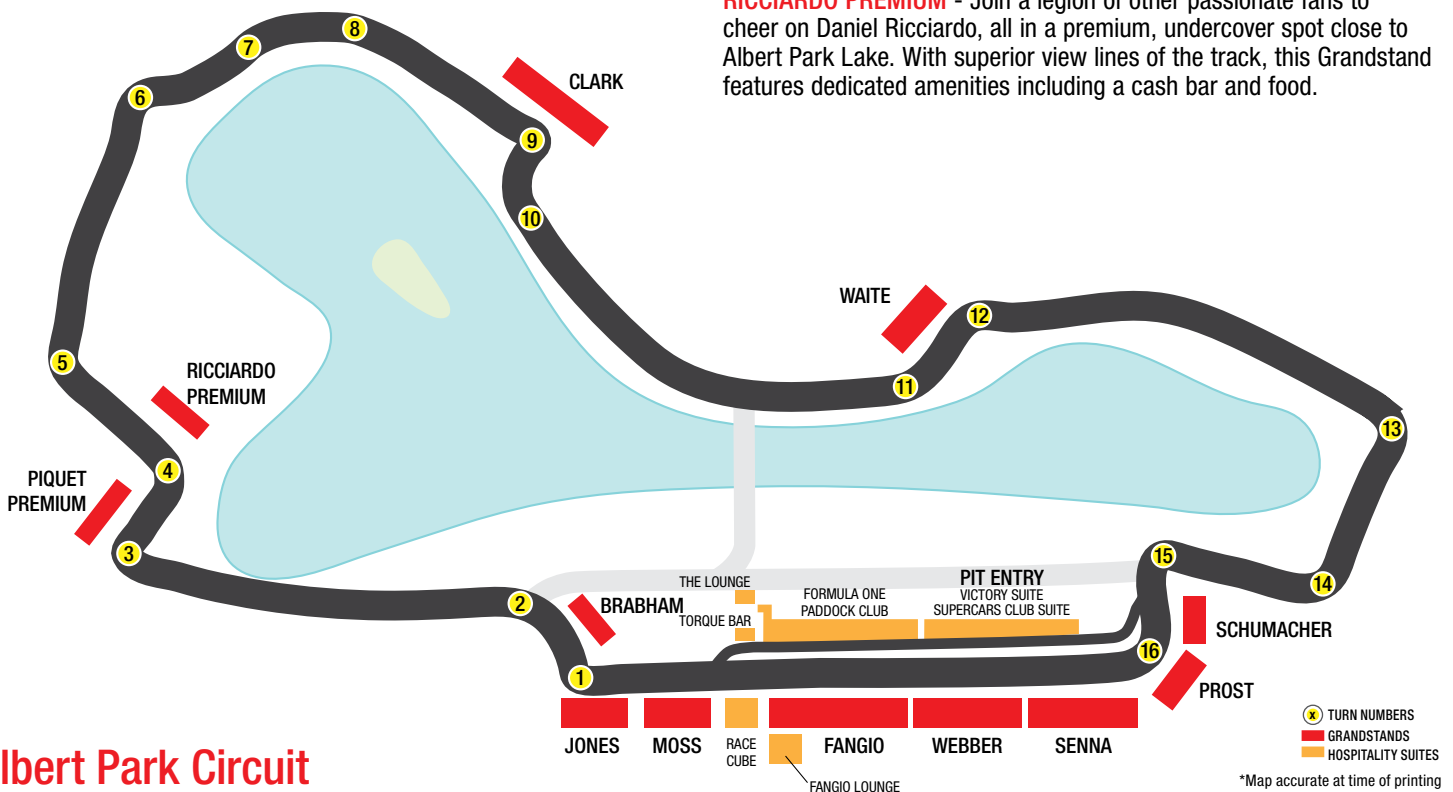 RICCIARDO PREMIUM - Join a legion of other passionate fans to
cheer on Daniel Ricciardo, all in a premium, undercover spot close to
Albert Park Lake. With superior view lines of the track, this Grandstand
features dedicated amenities including a cash bar and food.
8
7
6
CLARK
9
10
WAITE
12
11
13
5
RICCIARDO
PREMIUM
4
PIQUET
PREMIUM
3
2
BRABHAM
1
THE LOUNGE
TORQUE BAR
FORMULA ONE
PADDOCK CLUB
PIT ENTRY
VICTORY SUITE
SUPERCARS CLUB SUITE
15
14
16
SCHUMACHER
PROST
JONES
MOSS
RACE
CUBE
FANGIO
WEBBER
SENNA
FANGIO LOUNGE
x TURN NUMBERS
GRANDSTANDS
HOSPITALITY SUITES
*Map accurate at time of printing
lbert Park Circuit